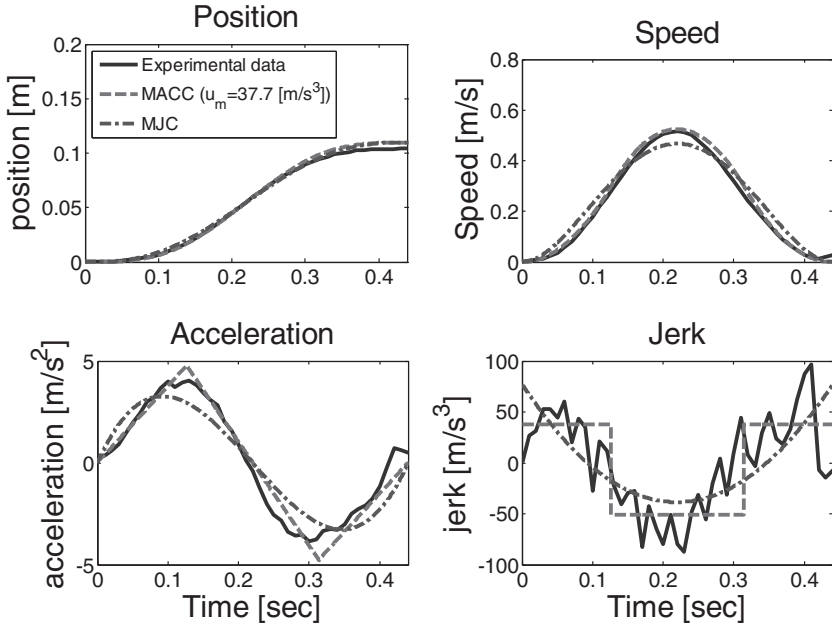 Position
position [m]
0.2
0.15
0.1
0.05
0
Experimental data
MACC (u_m=37.7 [m/s³])
MJC
0 0.1 0.2 0.3 0.4
Speed
Speed [m/s]
0.8
0.6
0.4
0.2
0
0 0.1 0.2 0.3 0.4
Acceleration
acceleration [m/s²]
5
0
-5
0 0.1 0.2 0.3 0.4
Time [sec]
Jerk
jerk [m/s³]
100
50
0
-50
-100
0 0.1 0.2 0.3 0.4
Time [sec]